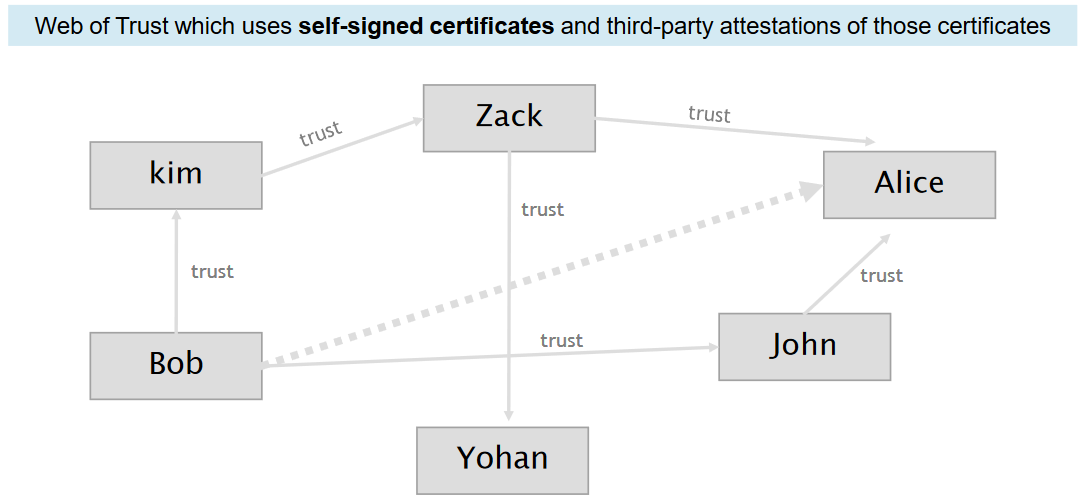 Web of Trust which uses self-signed certificates and third-party attestations of those certificates
Zack
trust
trust
kim
Alice
trust
trust
trust
Bob
trust
John
Yohan